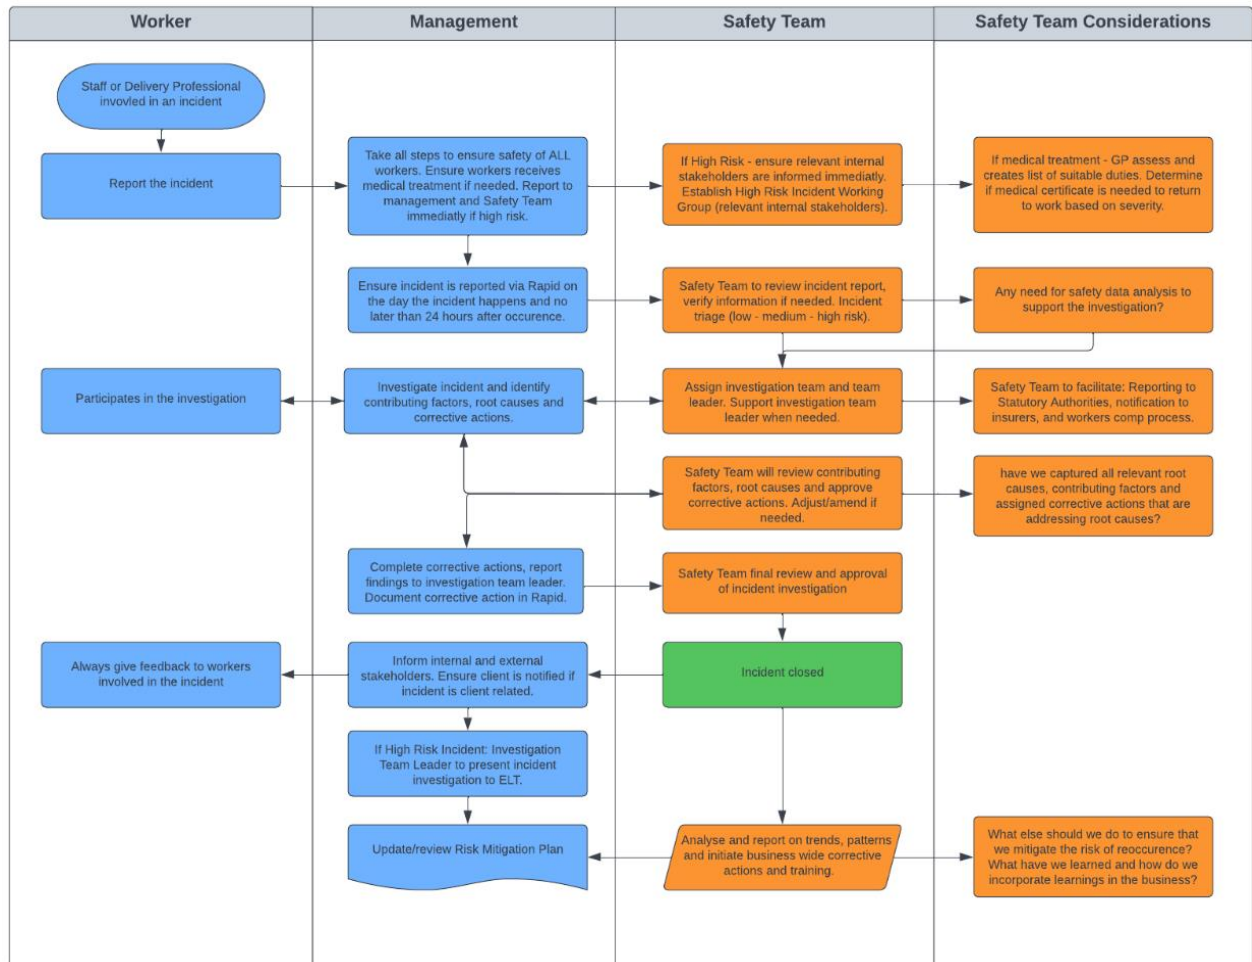 Worker
Management
Safety Team
Safety Team Considerations
Staff or Delivery Professional
invovled in an incident
Report the incident
Take all steps to ensure safety of ALL
workers. Ensure workers receives
medical treatment if needed. Report to
management and Safety Team
immediatly if high risk.
If High Risk - ensure relevant internal
stakeholders are informed immediately.
Establish High Risk Incident Working
Group (relevant internal stakeholders).
If medical treatment - GP assess and
creates list of suitable duties. Determine
if medical certificate is needed to return
to work based on severity.
Ensure incident is reported via Rapid on
the day the incident happens and no
later than 24 hours after occurence.
Safety Team to review incident report,
verify information if needed. Incident
triage (low - medium - high risk).
Any need for safety data analysis to
support the investigation?
Participates in the investigation
Investigate incident and identify
contributing factors, root causes and
corrective actions.
Assign investigation team and team
leader. Support investigation team
leader when needed.
Safety Team to facilitate: Reporting to
Statutory Authorities, notification to
insurers, and workers comp process.
Safety Team will review contributing
factors, root causes and approve
corrective actions. Adjust/amend if
needed.
have we captured all relevant root
causes, contributing factors and
assigned corrective actions that are
addressing root causes?
Complete corrective actions, report
findings to investigation team leader.
Document corrective action in Rapid.
Safety Team final review and approval
of incident investigation
Always give feedback to workers
involved in the incident
Inform internal and external
stakeholders. Ensure client is notified if
incident is client related.
Incident closed
If High Risk Incident: Investigation
Team Leader to present incident
investigation to ELT.
Update/review Risk Mitigation Plan
Analyse and report on trends, patterns
and initiate business wide corrective
actions and training.
What else should we do to ensure that
we mitigate the risk of reoccurence?
What have we learned and how do we
incorporate learnings in the business?